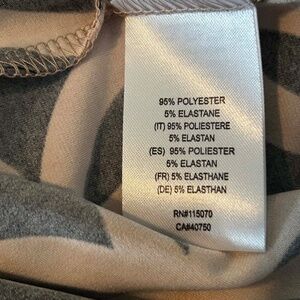 95% POLYESTER
5% ELASTANE
(IT) 95% POLIESTERE
5% ELASTAN
(ES) 95% POLIESTER
5% ELASTAN
(FR) 5% ELASTHANE
(DE) 5% ELASTHAN
RN#115070
CA#40750